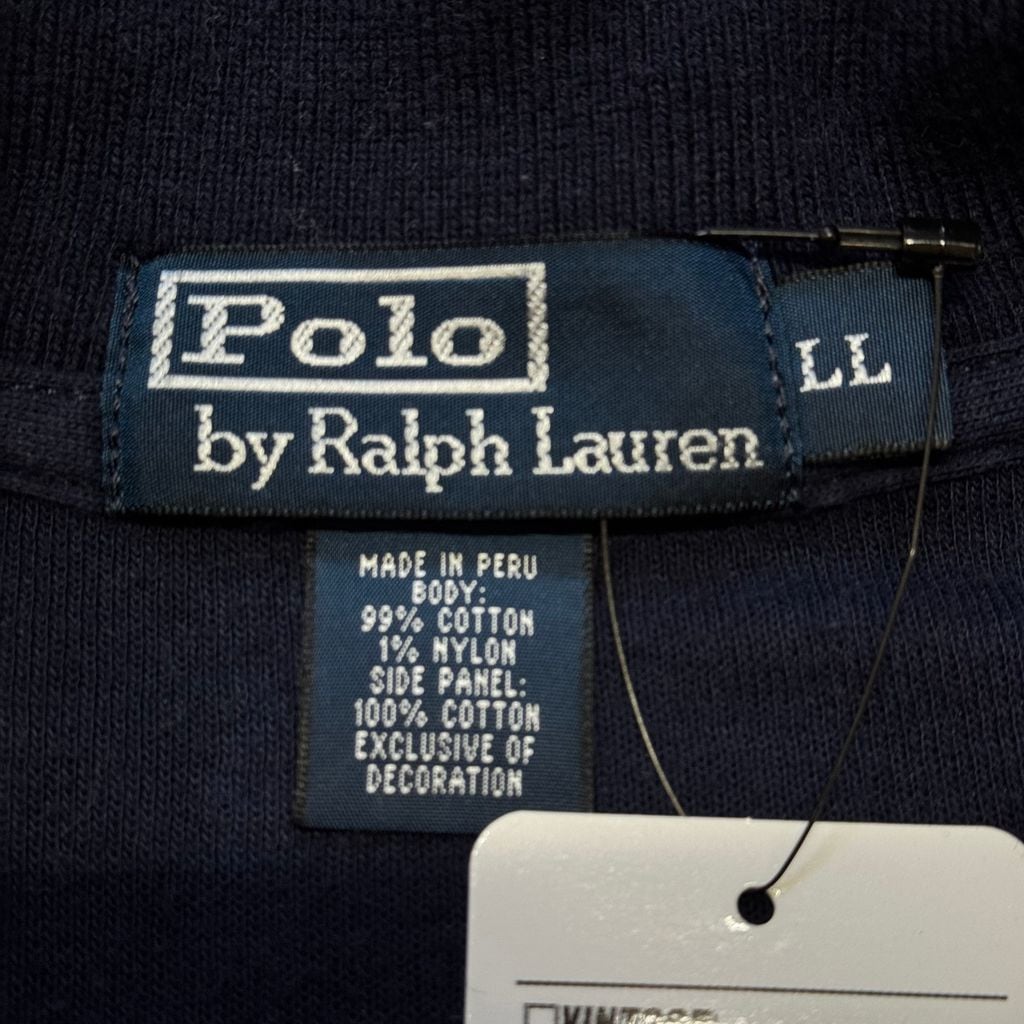 Polo
by Ralph Lauren
LL
MADE IN PERU
BODY:
99% COTTON
1% NYLON
SIDE PANEL:
100% COTTON
EXCLUSIVE OF
DECORATION
VINTAGE